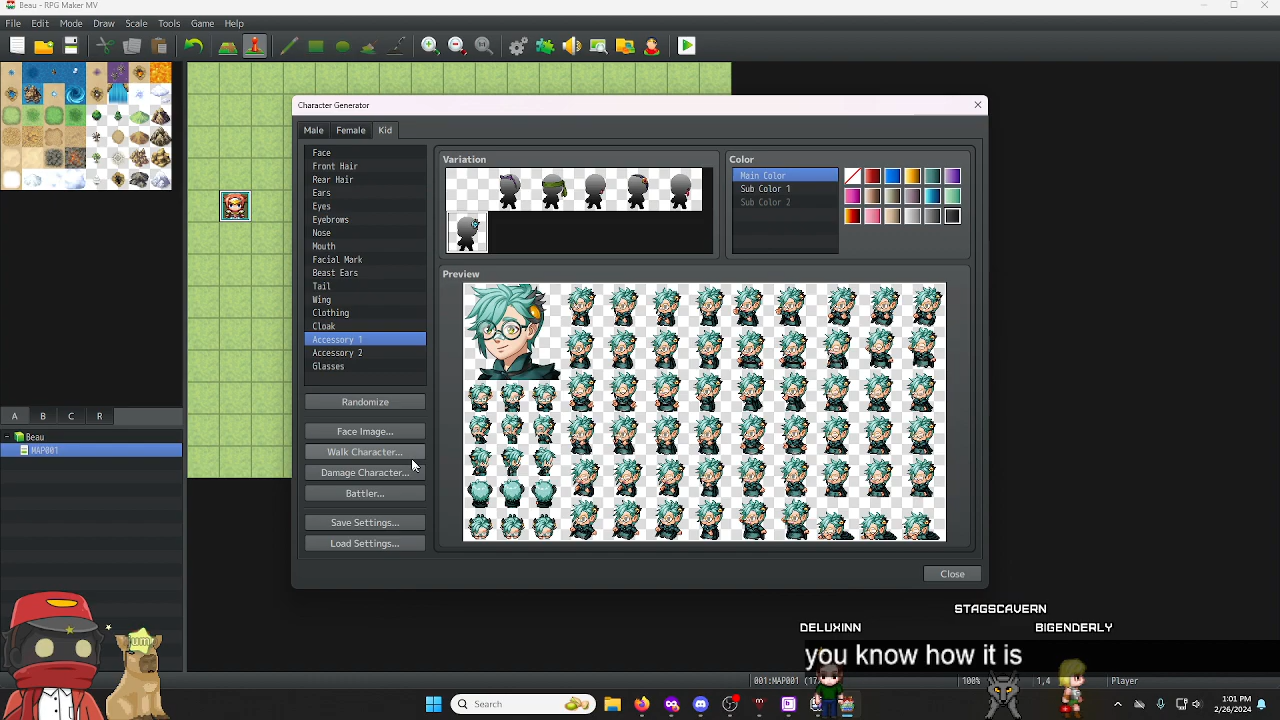 Beau - RPG Maker MV
File Edit Mode Draw Scale Tools Game Help
Character Generator
Male Female Kid
Face
Front Hair
Rear Hair
Ears
Eyes
Eyebrows
Nose
Mouth
Facial Mark
Beast Ears
Tail
Wing
Clothing
Cloak
Accessory 1
Accessory 2
Glasses
Randomize
Face Image...
Walk Character...
Damage Character...
Battler...
Save Settings...
Load Settings...
Variation
Color
Main Color
Sub Color 1
Sub Color 2
Preview
Close
A B C R
Beau
MAP001
um
STAGSCAVERN
DELUXINN
BIGENDERLY
you know how it is
001:MAP001 (17
100%
1,4
Player
Search
1:01 PM
2/26/2024